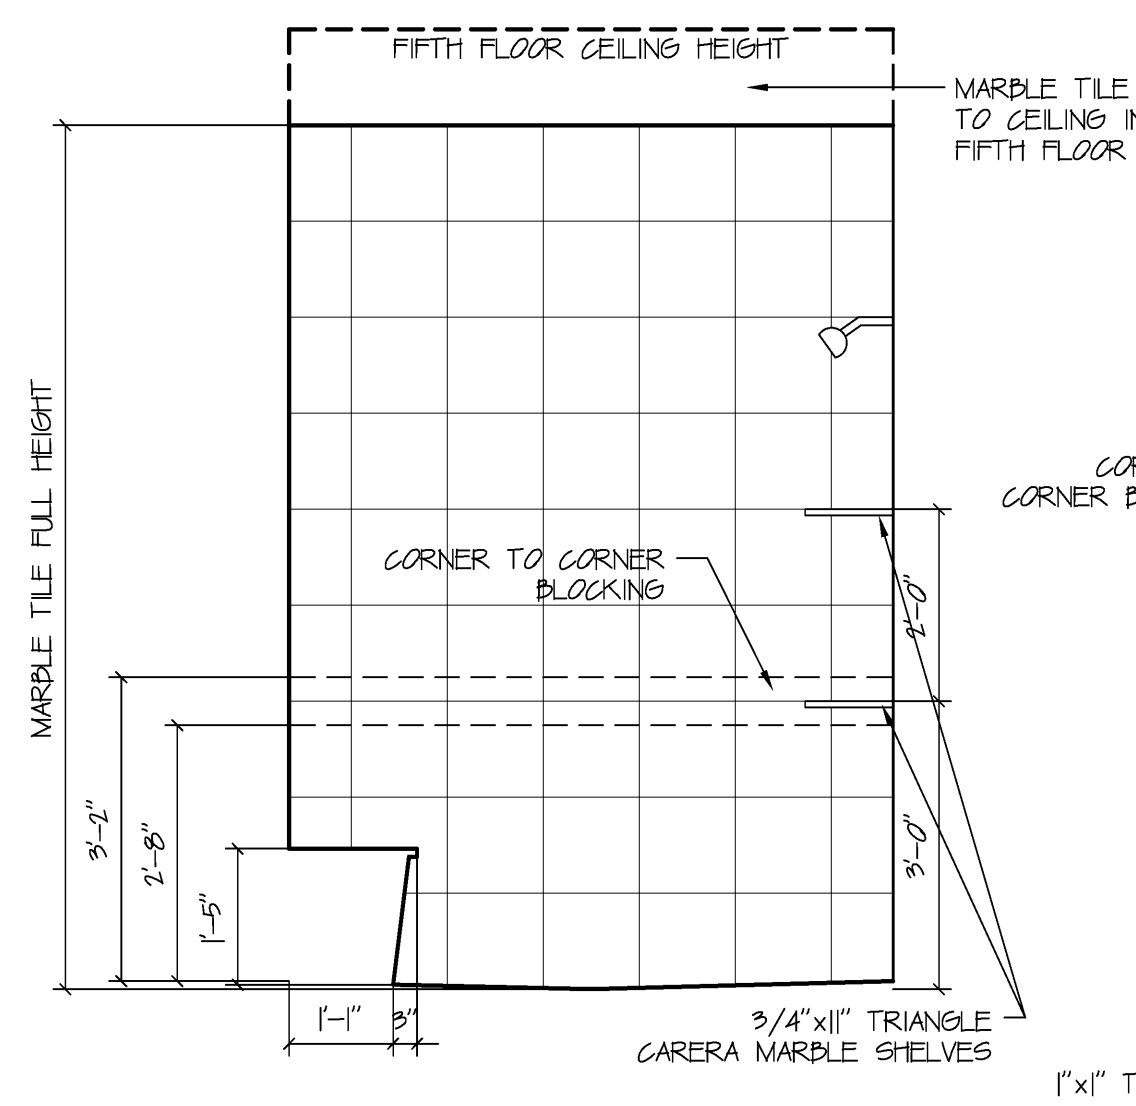 FIFTH FLOOR CEILING HEIGHT
MARBLE TILE
TO CEILING
FIFTH FLOOR
MARBLE TILE FULL HEIGHT
CORNER B
CORNER TO CORNER
BLOCKING
2'-0"
3'-2"
2'-8"
1'-5"
3'-0"
1'-1"
3"
3/4"x11" TRIANGLE
CARERA MARBLE SHELVES
1"x1" T